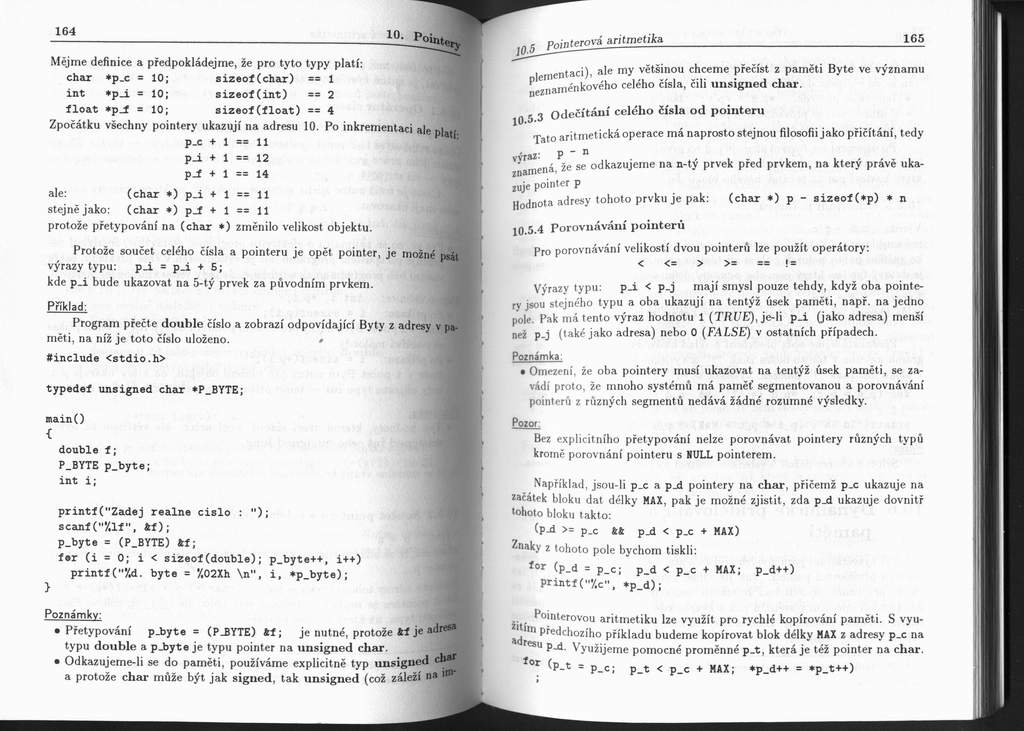 164
10. Pointery
Mějme definice a předpokládejme, že pro tyto typy platí:
char *p_c = 10; sizeof(char) == 1
int *p_i = 10; sizeof(int) == 2
float *p_f = 10; sizeof(float) == 4
Zpočátku všechny pointery ukazují na adresu 10. Po inkrementaci ale platí:
p_c + 1 == 11
p_i + 1 == 12
p_f + 1 == 14
ale: (char *) p_i + 1 == 11
stejně jako: (char *) p_f + 1 == 11
protože přetypování na (char *) změnilo velikost objektu.
Protože součet celého čísla a pointeru je opět pointer, je možné psát
výrazy typu: p_i = p_i + 5;
kde p_i bude ukazovat na 5-tý prvek za původním prvkem.
Příklad:
Program přečte double číslo a zobrazí odpovídající Byty z adresy v pa-
měti, na níž je toto číslo uloženo.
#include <stdio.h>
typedef unsigned char *P_BYTE;
main()
{
double f;
P_BYTE p_byte;
int i;
printf("Zadej realne cislo : ");
scanf("%lf", &f);
p_byte = (P_BYTE) &f;
for (i = 0; i < sizeof(double); p_byte++, i++)
printf("%d. byte = %02Xh \n", i, *p_byte);
}
Poznámky:
• Přetypování p_byte = (P_BYTE) &f; je nutné, protože &f je adresa
typu double a p_byte je typu pointer na unsigned char.
• Odkazujeme-li se do paměti, používáme explicitně typ unsigned char
a protože char může být jak signed, tak unsigned (což záleží na im-
10.5 Pointerová aritmetika
165
plementaci), ale my většinou chceme přečíst z paměti Byte ve významu
neznaménkového celého čísla, čili unsigned char.
10.5.3 Odečítání celého čísla od pointeru
Tato aritmetická operace má naprosto stejnou filosofii jako přičítání, tedy
výraz: p - n
znamená, že se odkazujeme na n-tý prvek před prvkem, na který právě uka-
zuje pointer p
Hodnota adresy tohoto prvku je pak: (char *) p - sizeof(*p) * n
10.5.4 Porovnávání pointerů
Pro porovnávání velikostí dvou pointerů lze použít operátory:
< <= > >= == !=
Výrazy typu: p_i < p_j mají smysl pouze tehdy, když oba pointe-
ry jsou stejného typu a oba ukazují na tentýž úsek paměti, např. na jedno
pole. Pak má tento výraz hodnotu 1 (TRUE), je-li p_i (jako adresa) menší
než p_j (také jako adresa) nebo 0 (FALSE) v ostatních případech.
Poznámka:
• Omezení, že oba pointery musí ukazovat na tentýž úsek paměti, se za-
vádí proto, že mnoho systémů má paměť segmentovanou a porovnávání
pointerů z různých segmentů nedává žádné rozumné výsledky.
Pozor:
Bez explicitního přetypování nelze porovnávat pointery různých typů
kromě porovnání pointeru s NULL pointerem.
Například, jsou-li p_c a p_d pointery na char, přičemž p_c ukazuje na
začátek bloku dat délky MAX, pak je možné zjistit, zda p_d ukazuje dovnitř
tohoto bloku takto:
(p_d >= p_c && p_d < p_c + MAX)
Znaky z tohoto pole bychom tiskli:
for (p_d = p_c; p_d < p_c + MAX; p_d++)
printf("%c", *p_d);
Pointerovou aritmetiku lze využít pro rychlé kopírování paměti. S vyu-
žitím předchozího příkladu budeme kopírovat blok délky MAX z adresy p_c na
adresu p_d. Využijeme pomocné proměnné p_t, která je též pointer na char.
for (p_t = p_c; p_t < p_c + MAX; *p_d++ = *p_t++)
;